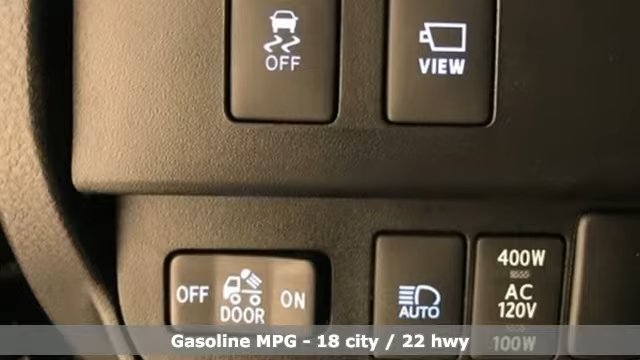 OFF
VIEW
OFF DOOR ON
AUTO
400W
AC
120V
100W
Gasoline MPG - 18 city / 22 hwy